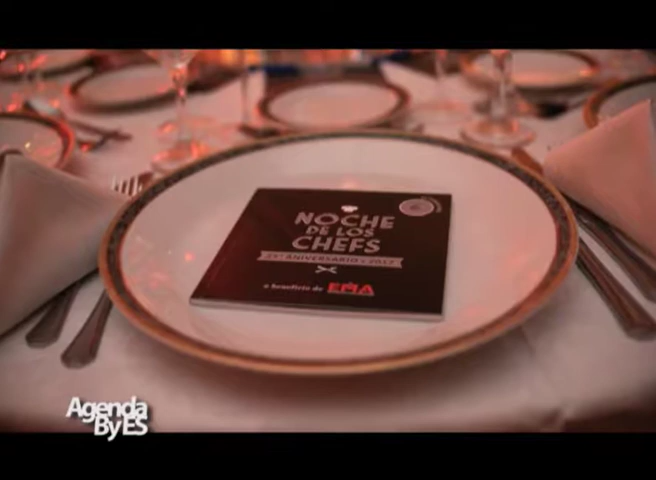 NOCHE
DE LOS
CHEFS
ANIVERSARIO • 2017
a beneficio de EMA
Agenda
By ES